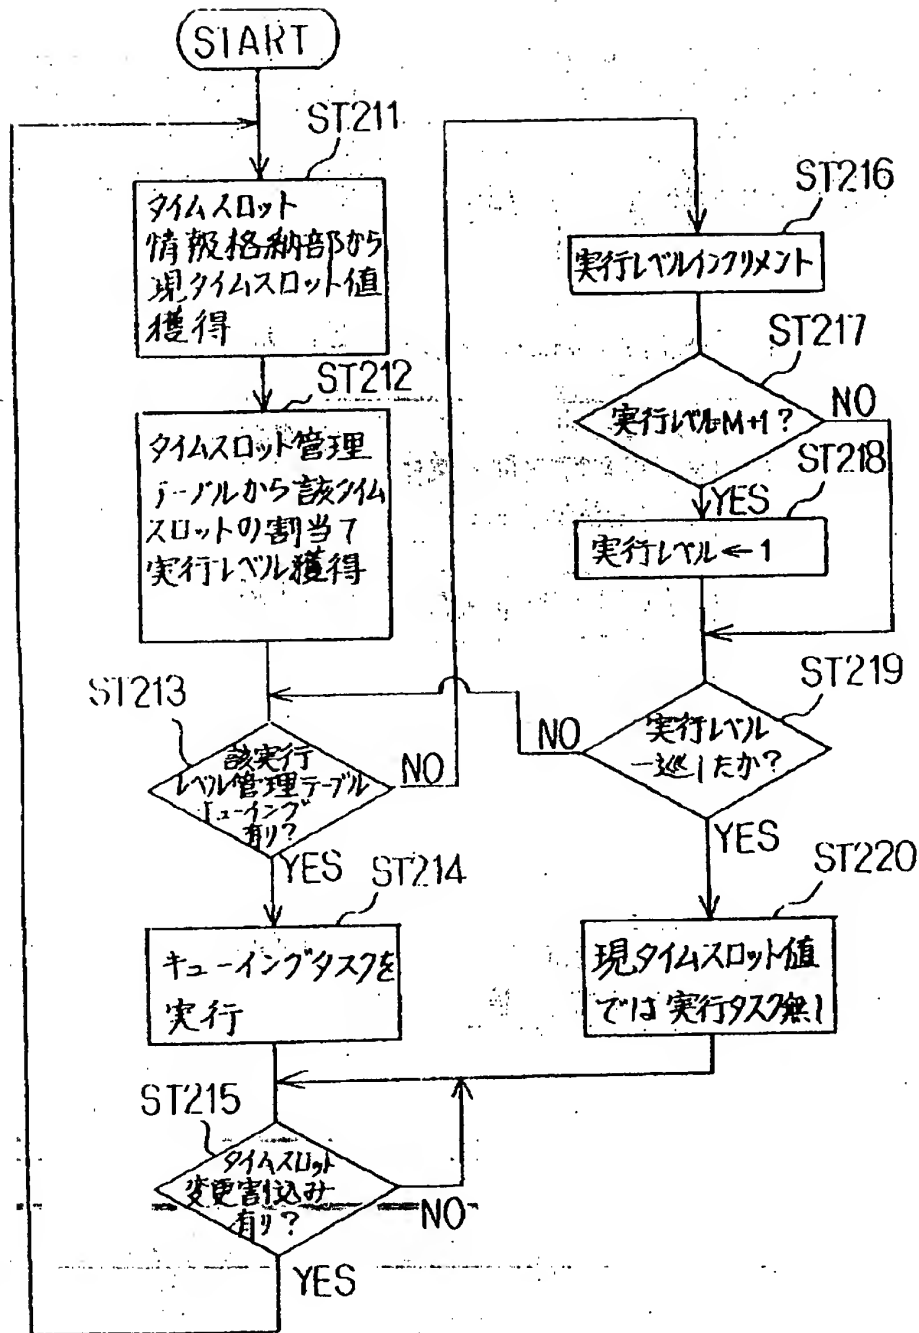 START
ST211
タイムスロット
情報格納部から
現タイムスロット値
獲得
ST212
タイムスロット管理
テーブルから該タイム
スロットの割当て
実行レベル獲得
ST213
該実行
レベル管理テーブル
キューイング
有り?
NO
YES
ST214
キューイングタスクを
実行
ST215
タイムスロット
変更割込み
有り?
NO
YES
ST216
実行レベルインクリメント
ST217
実行レベルM+1?
NO
YES
ST218
実行レベル←1
ST219
実行レベル
一巡したか?
NO
YES
ST220
現タイムスロット値
では実行タスク無し